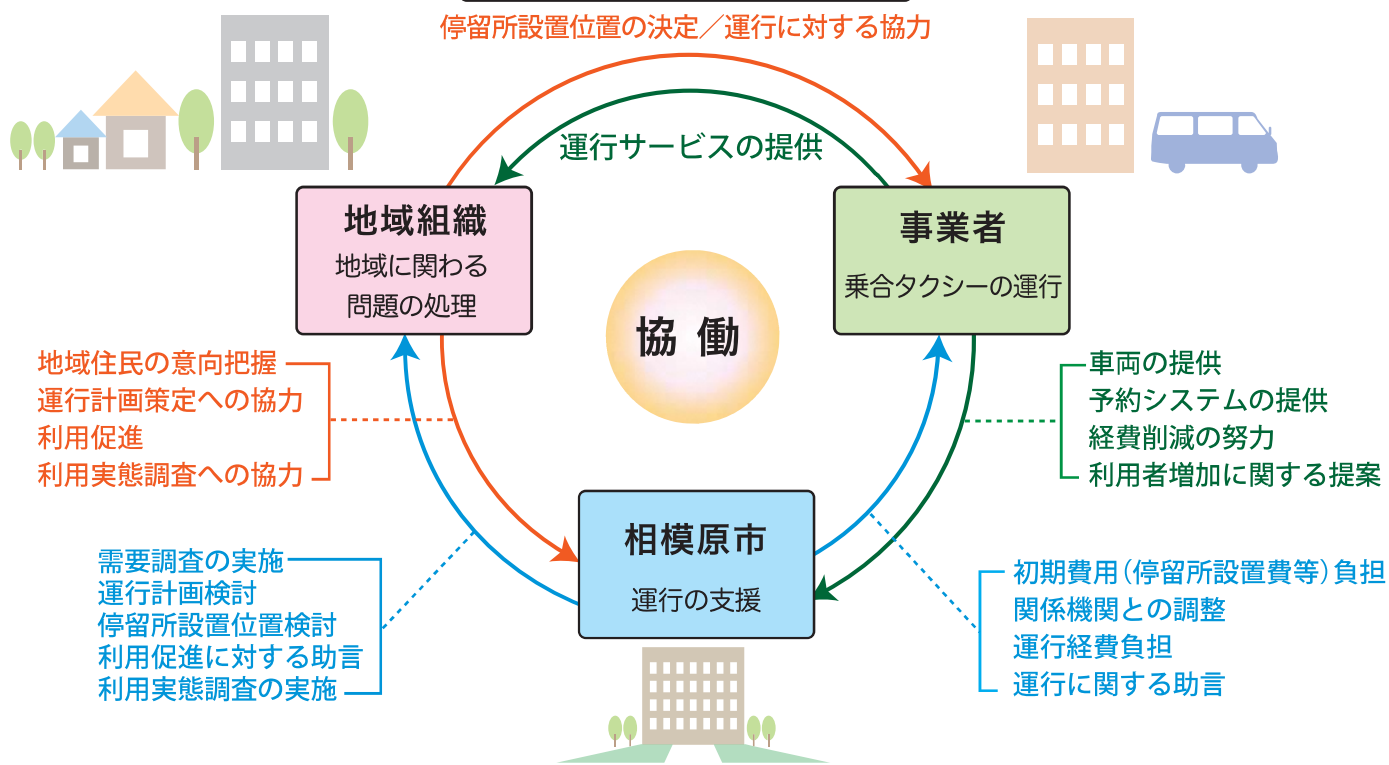 停留所設置位置の決定／運行に対する協力
運行サービスの提供
地域組織
地域に関わる
問題の処理
事業者
乗合タクシーの運行
協働
地域住民の意向把握
運行計画策定への協力
利用促進
利用実態調査への協力
車両の提供
予約システムの提供
経費削減の努力
利用者増加に関する提案
相模原市
運行の支援
需要調査の実施
運行計画検討
停留所設置位置検討
利用促進に対する助言
利用実態調査の実施
初期費用（停留所設置費等）負担
関係機関との調整
運行経費負担
運行に関する助言